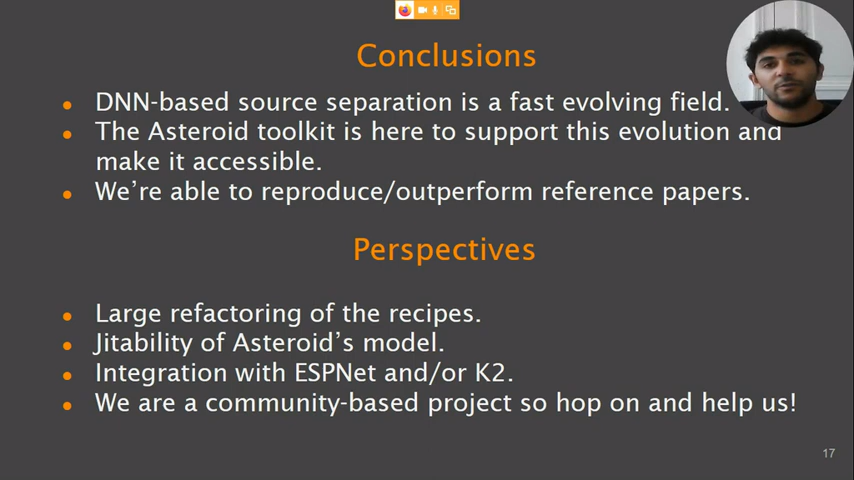 Conclusions
● DNN-based source separation is a fast evolving field.
● The Asteroid toolkit is here to support this evolution and
make it accessible.
● We’re able to reproduce/outperform reference papers.
Perspectives
● Large refactoring of the recipes.
● Jitability of Asteroid’s model.
● Integration with ESPNet and/or K2.
● We are a community-based project so hop on and help us!
17